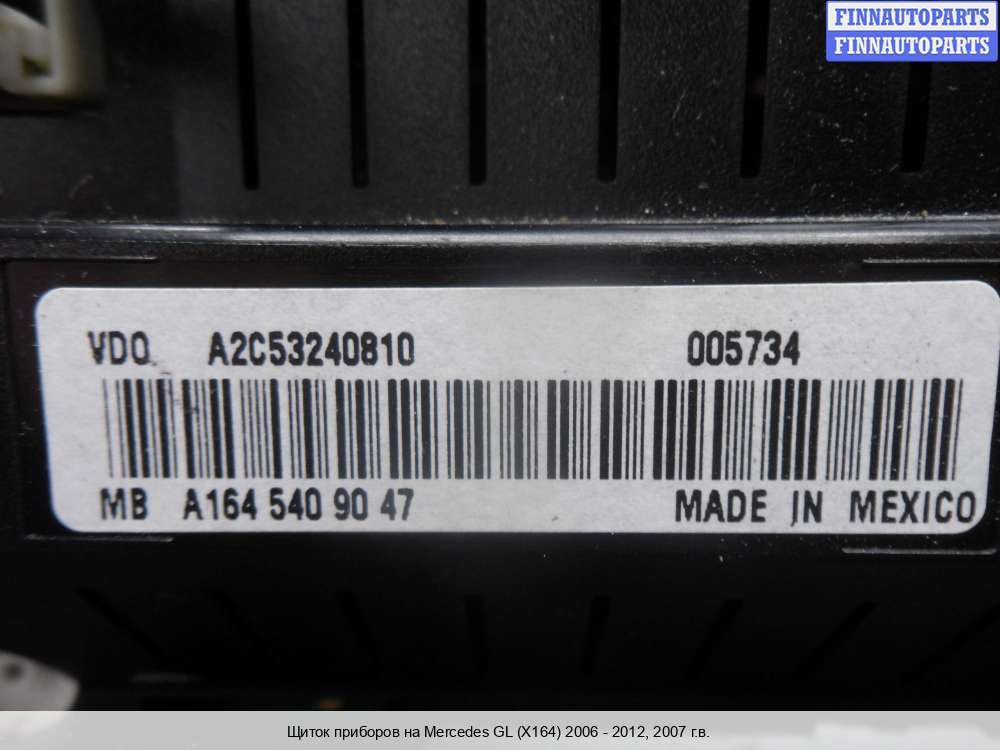 FINNAUTOPARTS
FINNAUTOPARTS
VDO A2C53240810 005734
MB A164 540 90 47 MADE IN MEXICO
Щиток приборов на Mercedes GL (X164) 2006 - 2012, 2007 г.в.